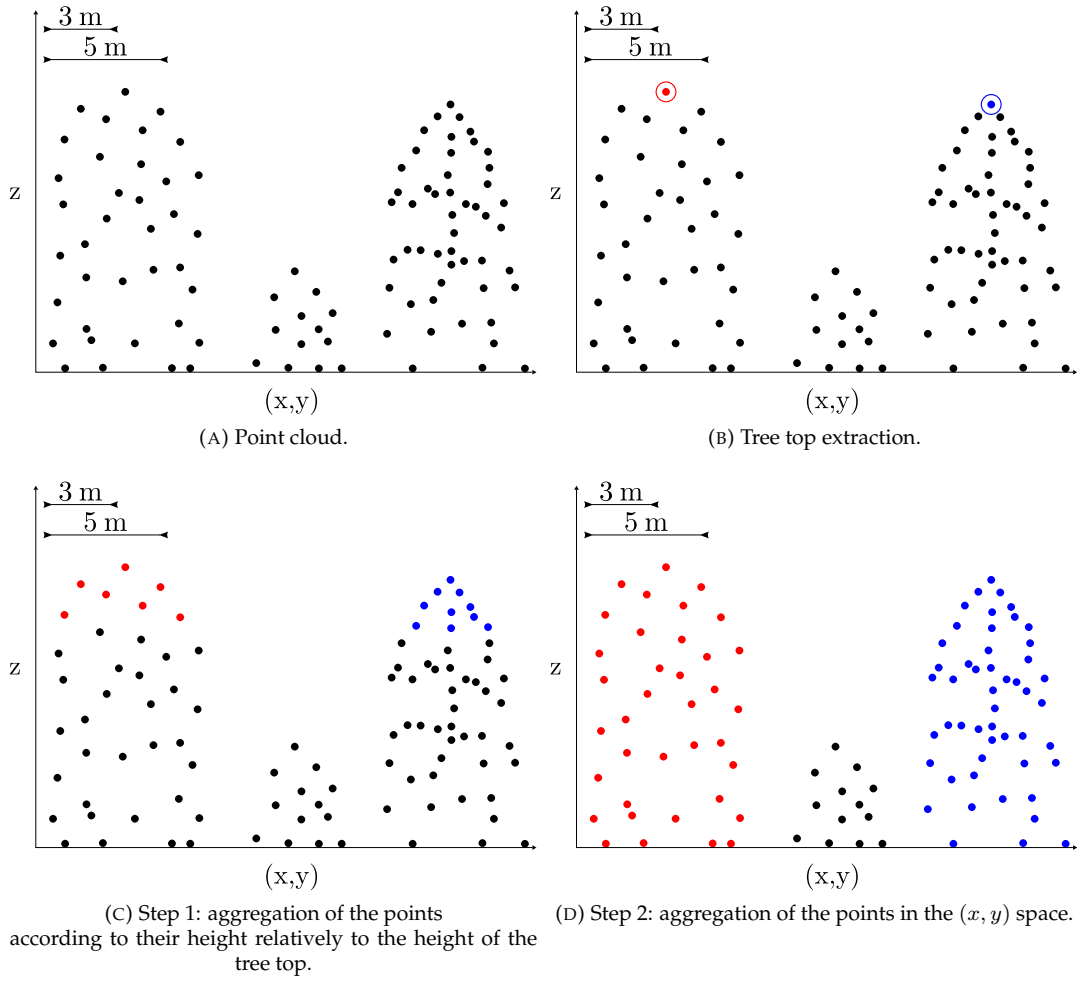 3 m
5 m
z
(x,y)
(A) Point cloud.
3 m
5 m
(x,y)
(B) Tree top extraction.
3 m
5 m
z
(x,y)
(C) Step 1: aggregation of the points
according to their height relatively to the height of the
tree top.
3 m
5 m
(x,y)
(D) Step 2: aggregation of the points in the (x, y) space.